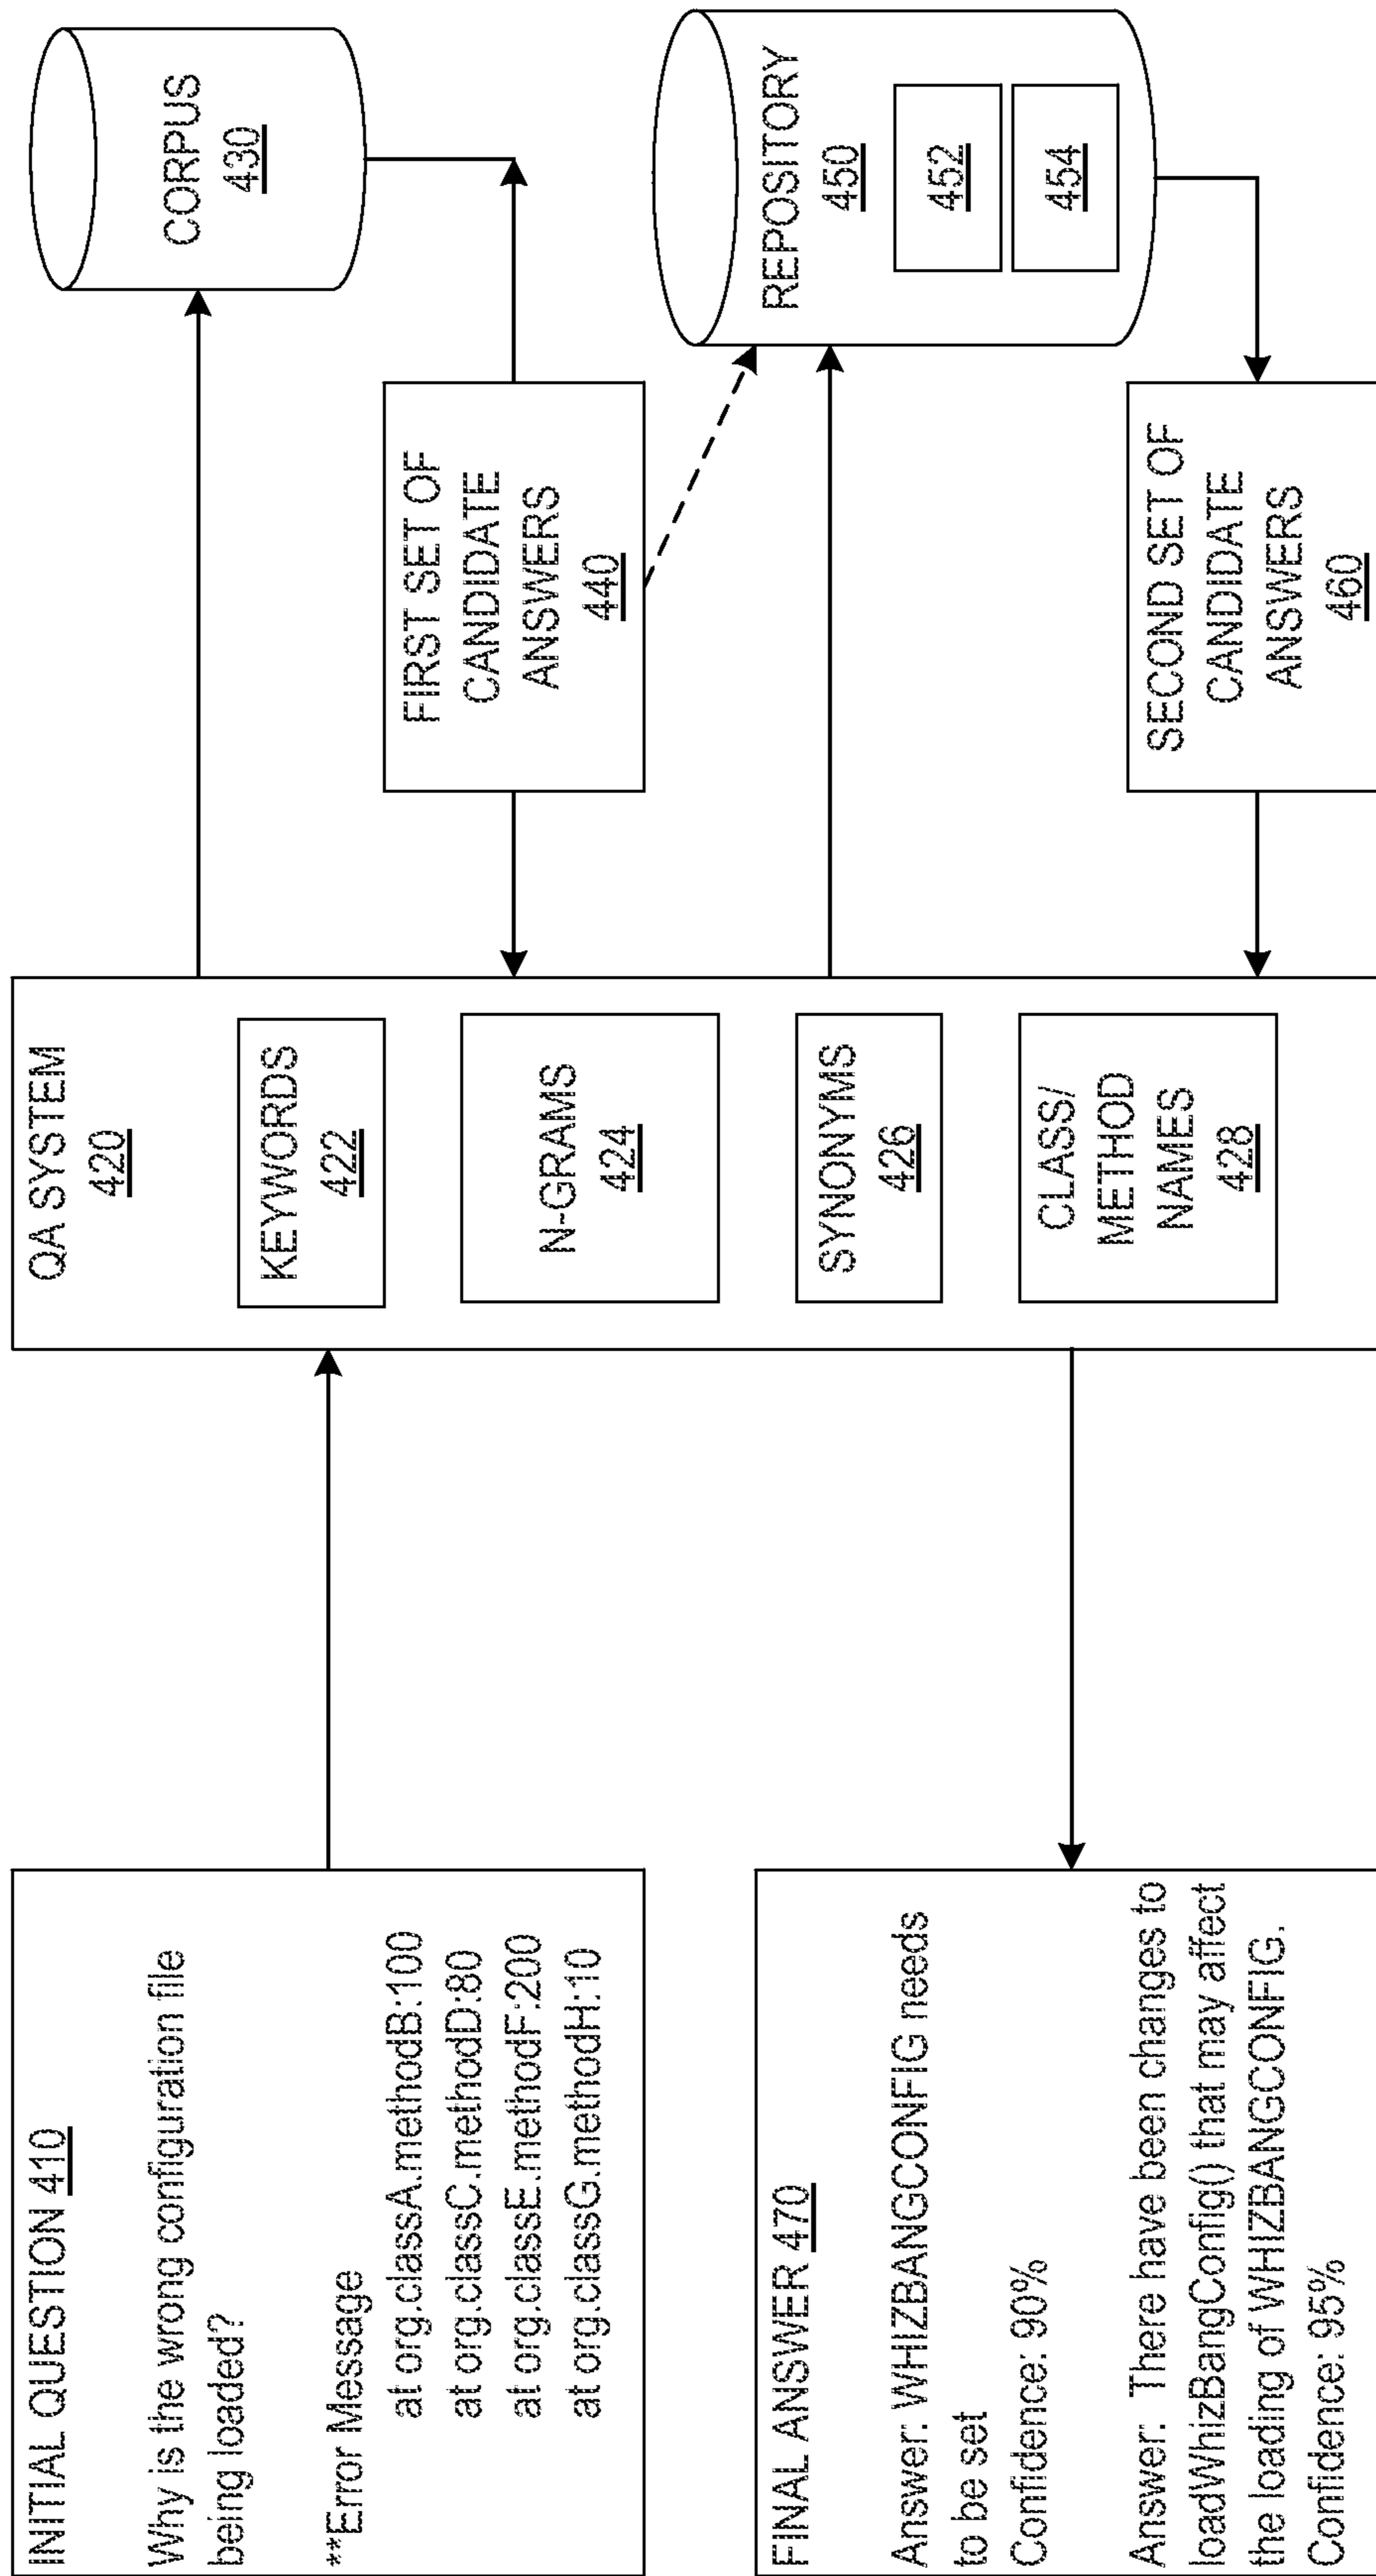 INITIAL QUESTION 410
Why is the wrong configuration file
being loaded?
**Error Message
at org.classA.methodB:100
at org.classC.methodD:80
at org.classE.methodF:200
at org.classG.methodH:10
FINAL ANSWER 470
Answer: WHIZBANGCONFIG needs
to be set
Confidence: 90%
Answer: There have been changes to
loadWhizBangConfig() that may affect
the loading of WHIZBANGCONFIG.
Confidence: 95%
QA SYSTEM
420
KEYWORDS
422
N-GRAMS
424
SYNONYMS
426
CLASS/
METHOD
NAMES
428
FIRST SET OF
CANDIDATE
ANSWERS
440
SECOND SET OF
CANDIDATE
ANSWERS
460
CORPUS
430
REPOSITORY
450
452
454